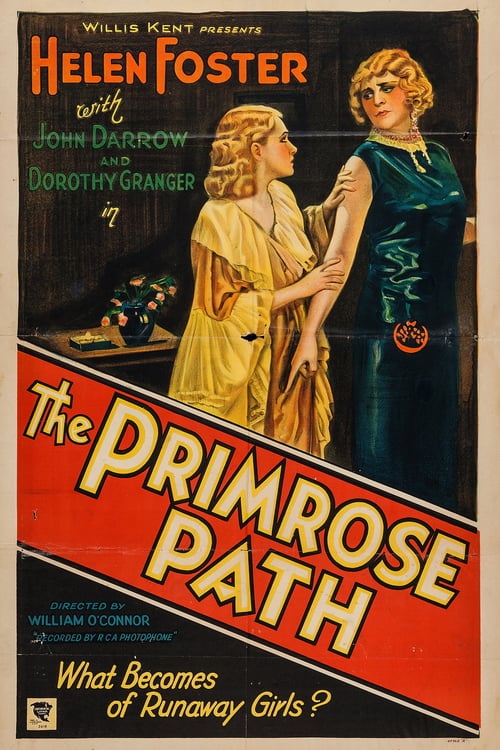 WILLIS KENT PRESENTS
HELEN FOSTER
with
JOHN DARROW
AND
DOROTHY GRANGER
in
The PRIMROSE
PATH
DIRECTED BY
WILLIAM O'CONNOR
"RECORDED BY RCA PHOTOPHONE"
What Becomes
of Runaway Girls?